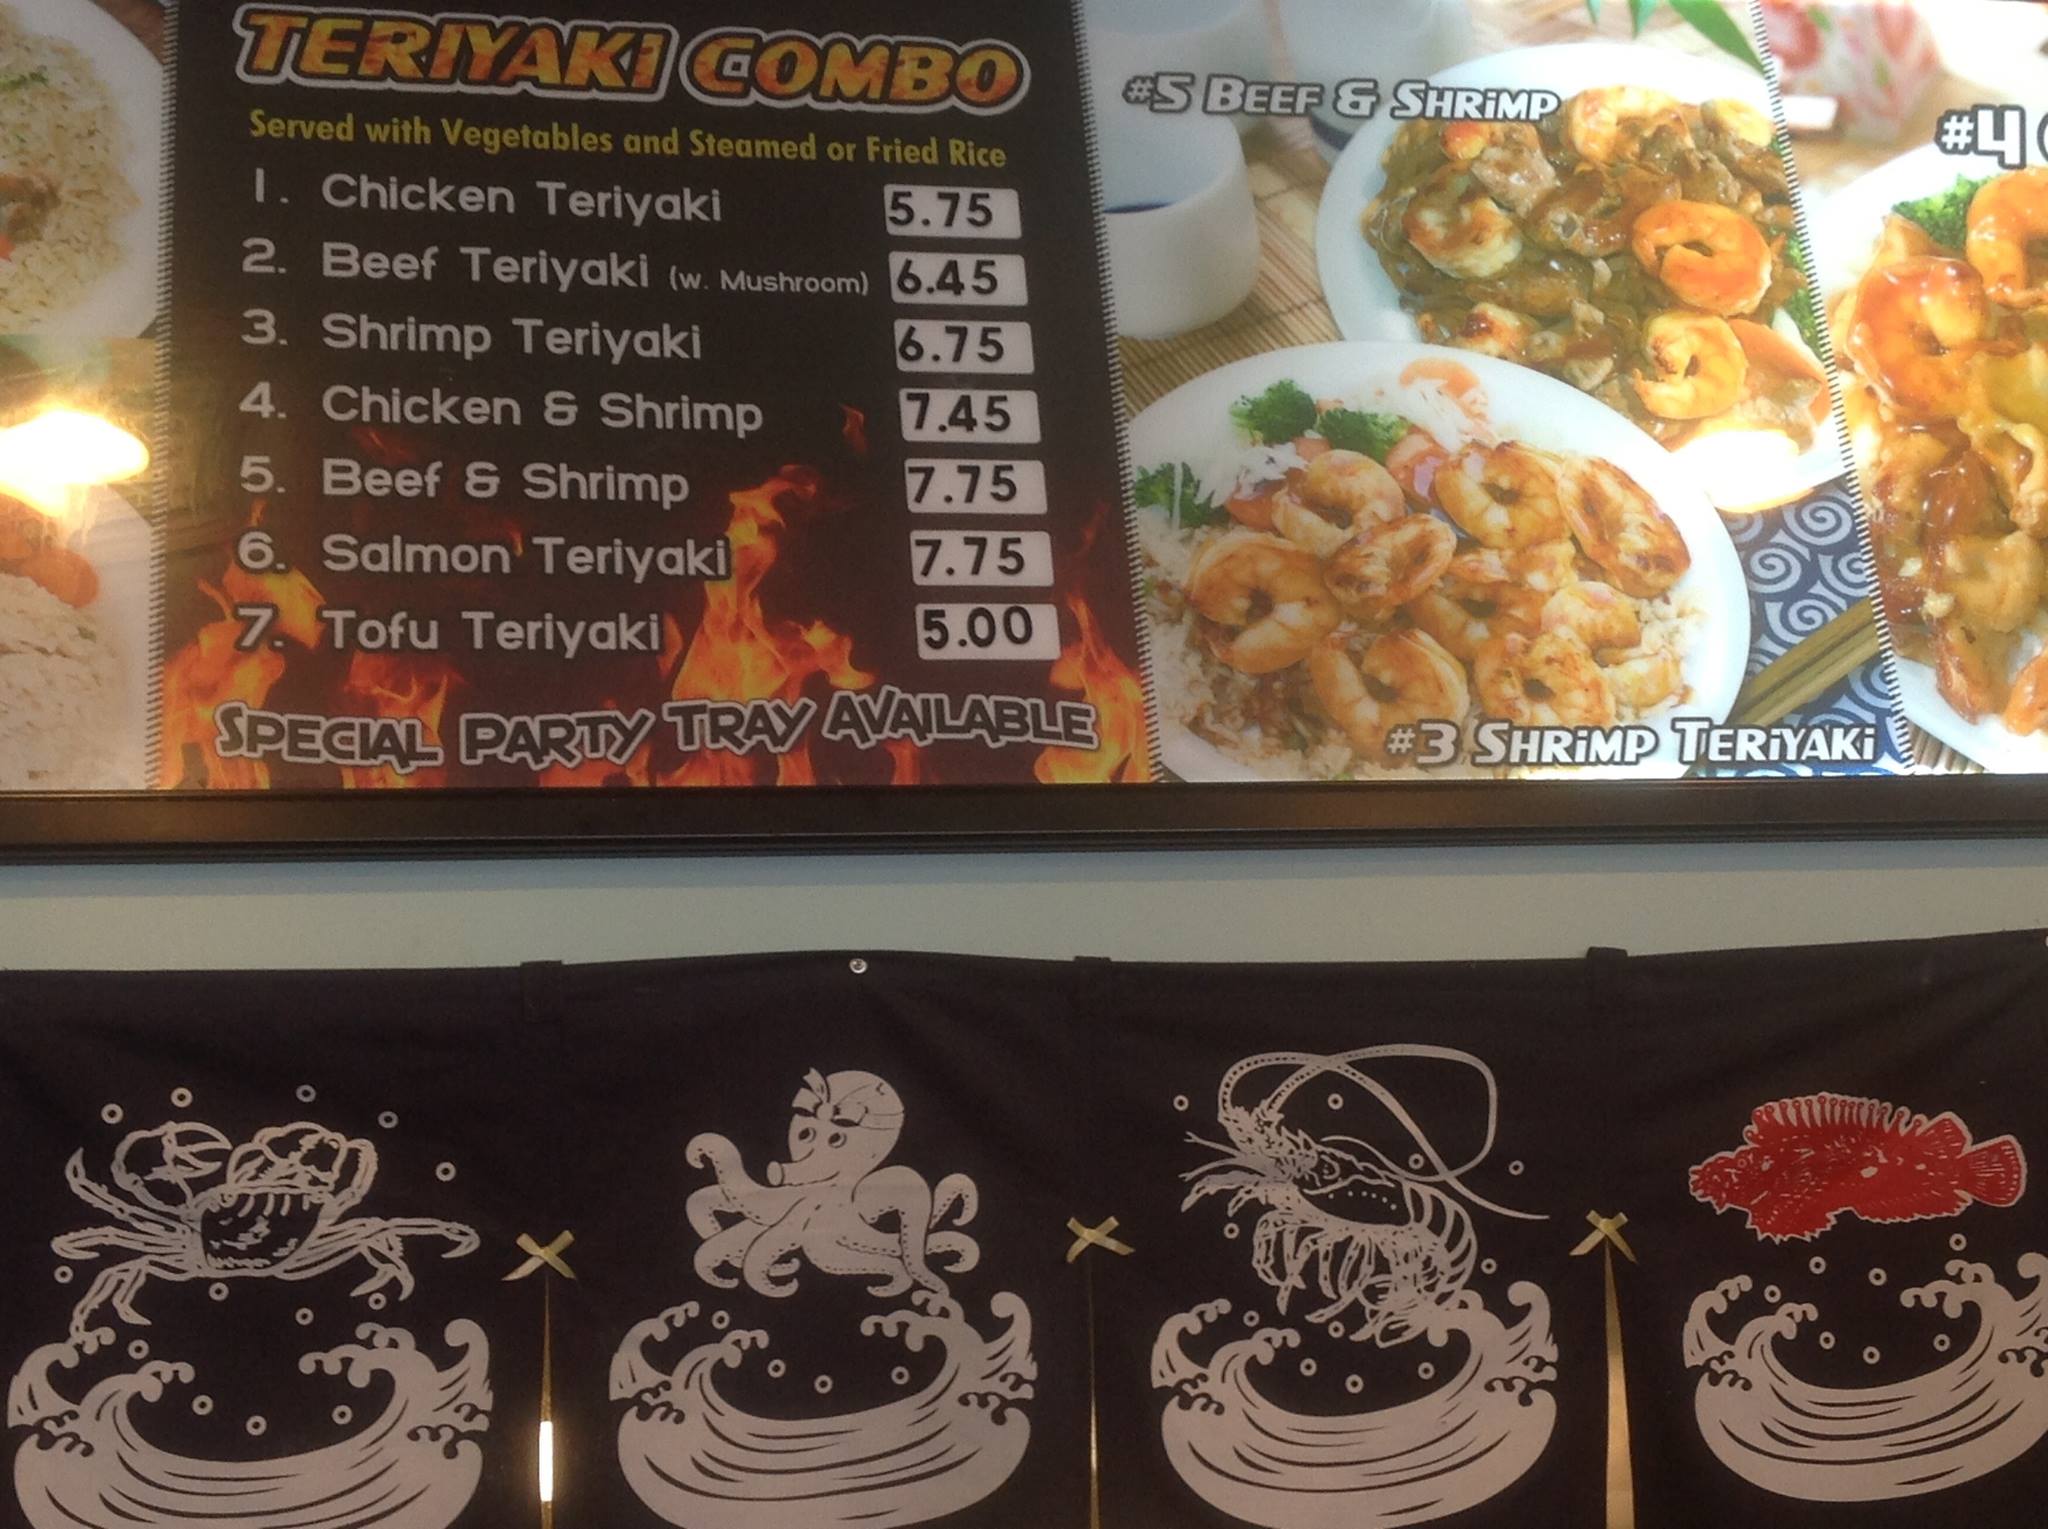 TERIYAKI COMBO
Served with Vegetables and Steamed or Fried Rice
1. Chicken Teriyaki 5.75
2. Beef Teriyaki (w. Mushroom) 6.45
3. Shrimp Teriyaki 6.75
4. Chicken & Shrimp 7.45
5. Beef & Shrimp 7.75
6. Salmon Teriyaki 7.75
7. Tofu Teriyaki 5.00
SPECIAL PARTY TRAY AVAILABLE
#5 BEEF & SHRIMP
#3 SHRIMP TERIYAKI
#4